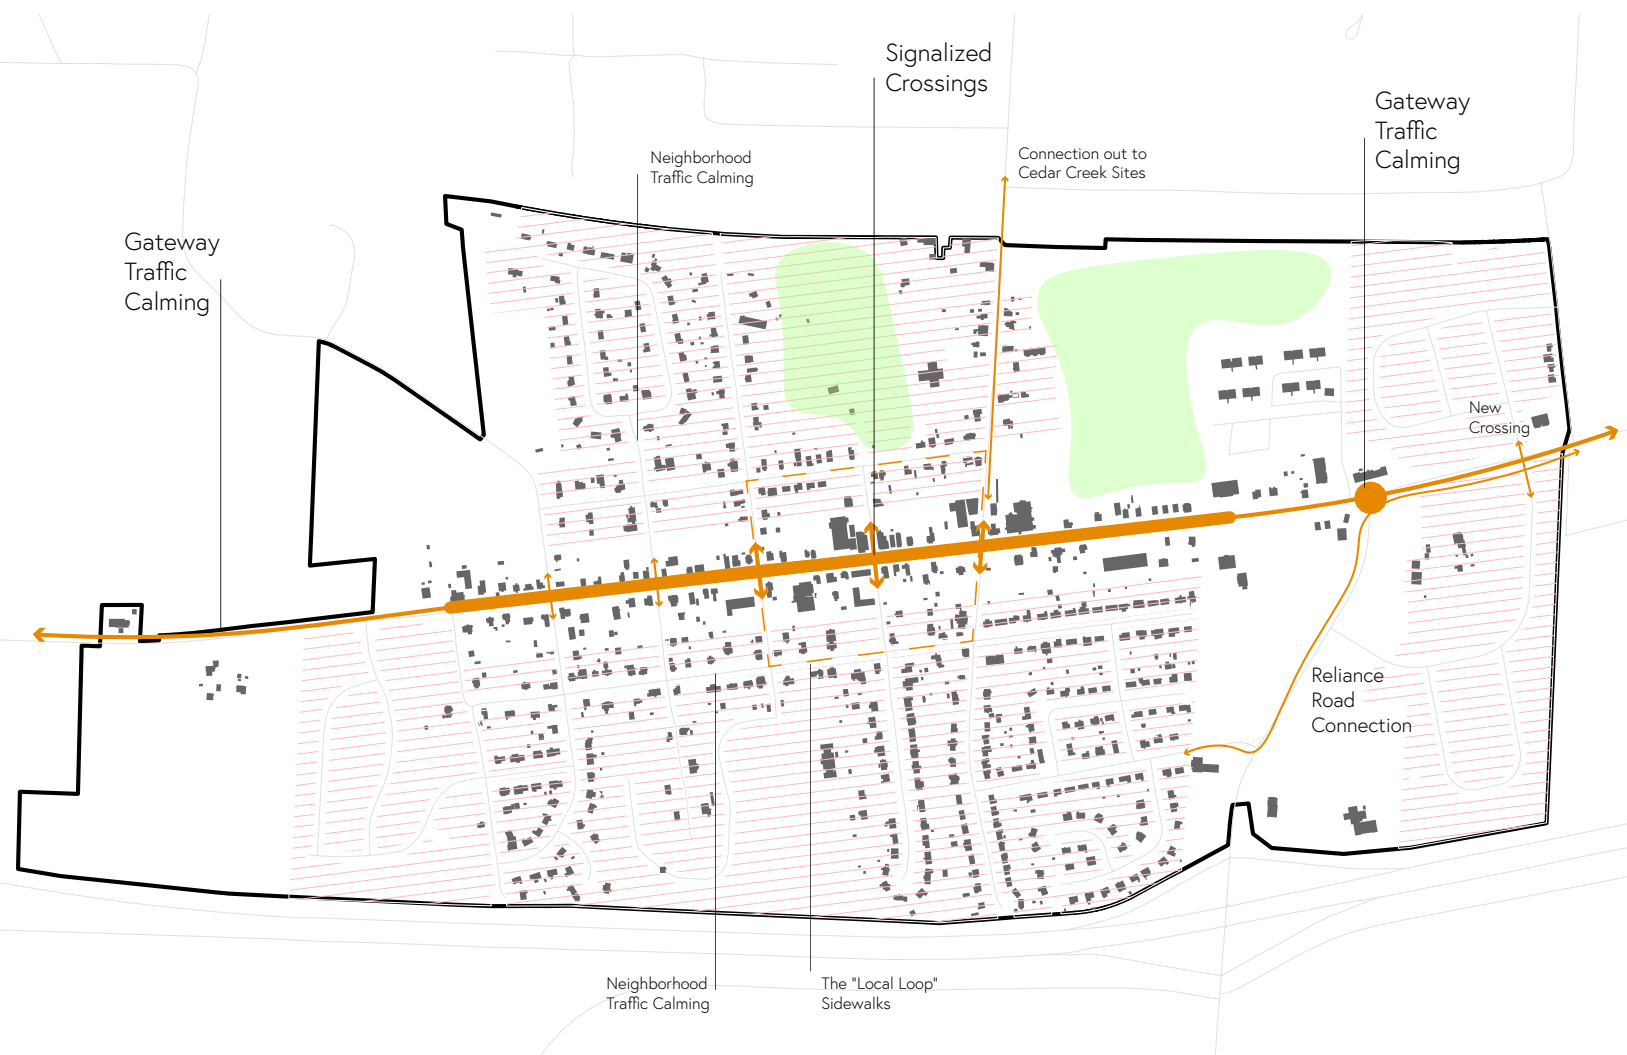 Signalized
Crossings
Gateway
Traffic
Calming
Neighborhood
Traffic Calming
Connection out to
Cedar Creek Sites
Gateway
Traffic
Calming
New
Crossing
Reliance
Road
Connection
Neighborhood
Traffic Calming
The "Local Loop"
Sidewalks